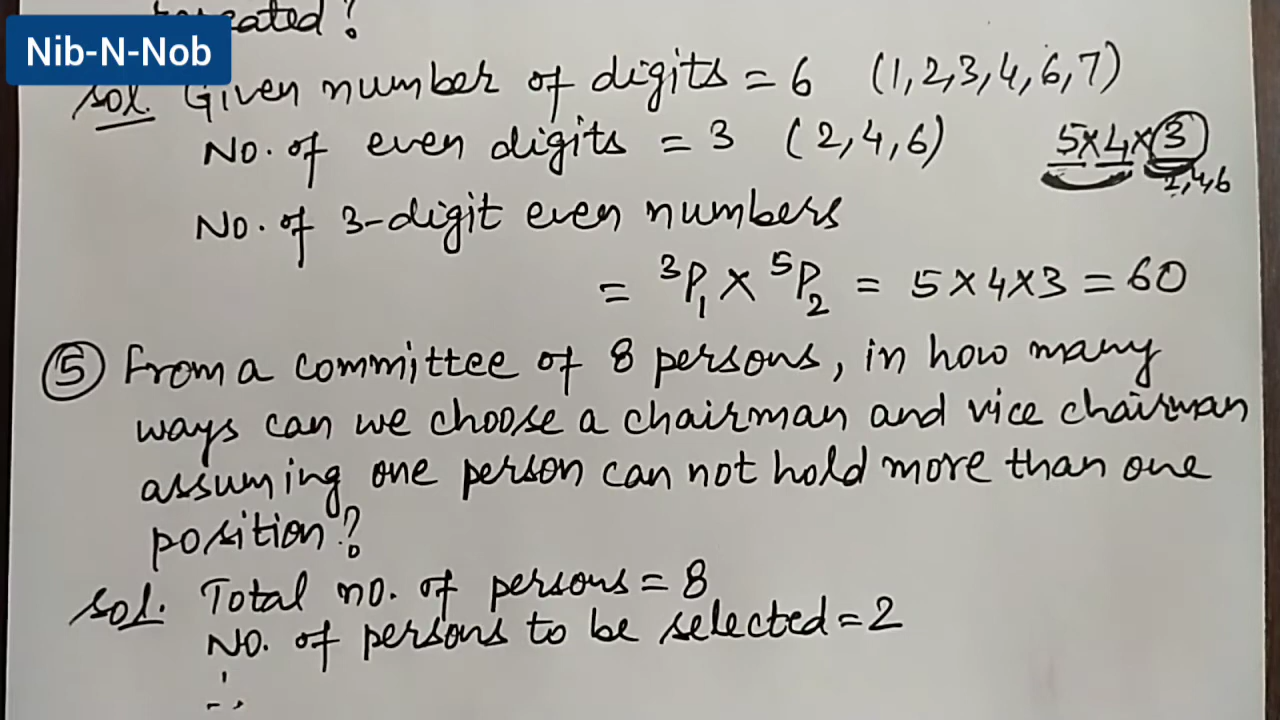 repeated?
Nib-N-Nob
Sol. Given number of digits = 6 (1,2,3,4,6,7)
No. of even digits = 3 (2,4,6)
5×4×3
2,4,6
No. of 3-digit even numbers
= ³P₁ × ⁵P₂ = 5×4×3 = 60
⑤ From a committee of 8 persons, in how many
ways can we choose a chairman and vice chairman
assuming one person can not hold more than one
position?
Sol. Total no. of persons = 8
No. of persons to be selected = 2
∴